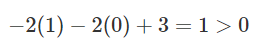 −2(1) − 2(0) + 3 = 1 > 0